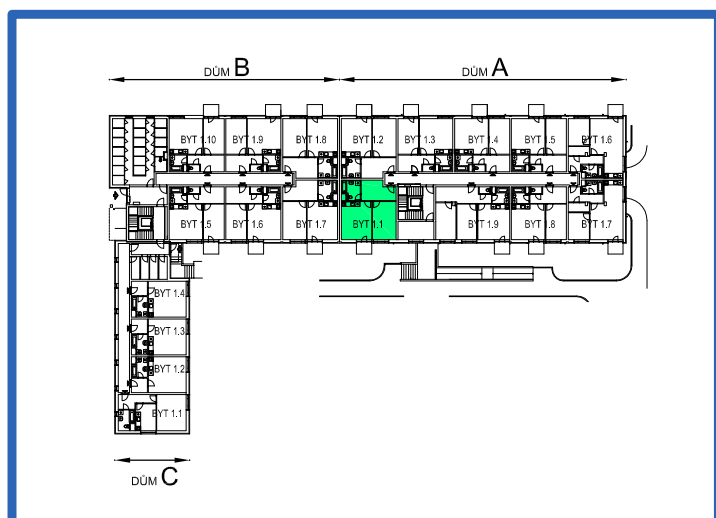 DŮM B DŮM A
BYT 1.10 BYT 1.9 BYT 1.8 BYT 1.2 BYT 1.3 BYT 1.4 BYT 1.5 BYT 1.6
BYT 1.5 BYT 1.6 BYT 1.7 BYT 1.1 BYT 1.9 BYT 1.8 BYT 1.7
BYT 1.4
BYT 1.3
BYT 1.2
BYT 1.1
DŮM C